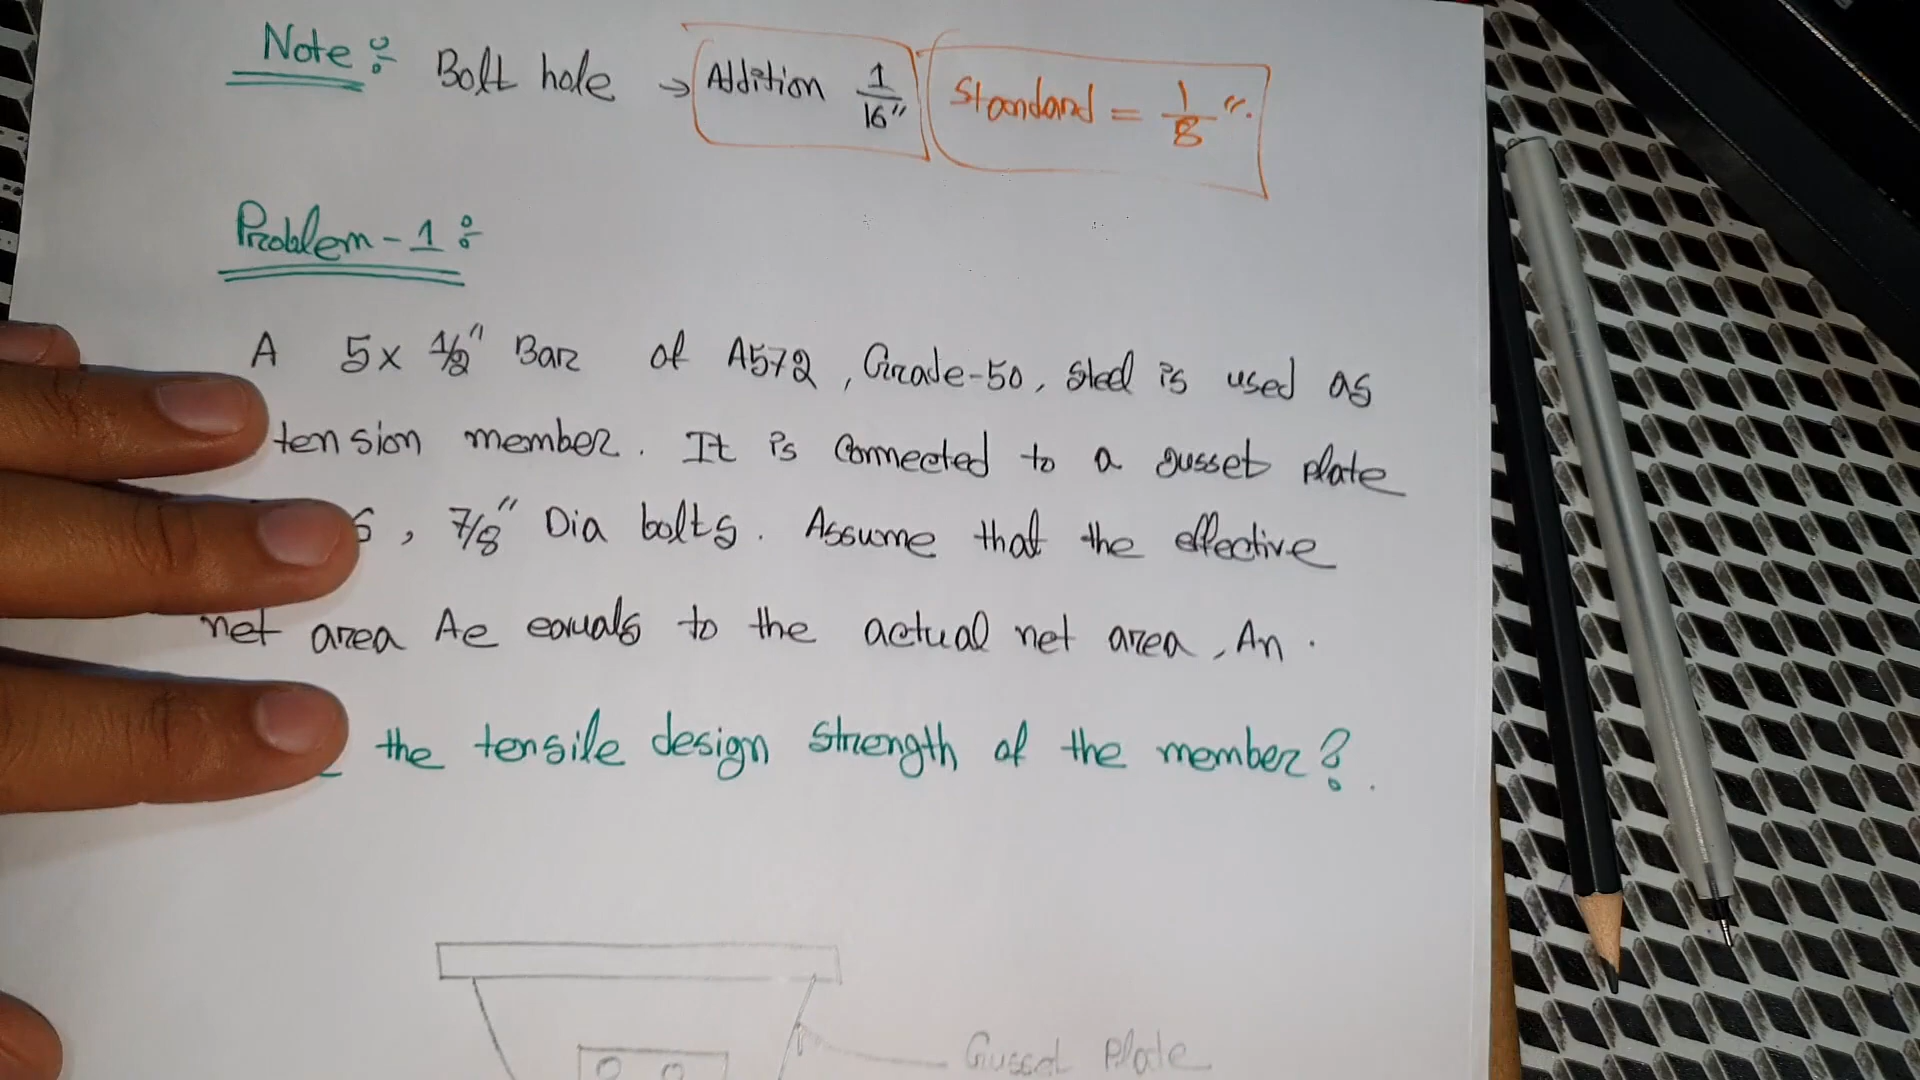 Note : Bolt hole → Addition 1/16" Standard = 1/8".
Problem - 1 :
A 5 x 1/2" Bar of A572, Grade-50, Steel is used as
tension member. It is Connected to a gusset plate
, 7/8" Dia bolts. Assume that the effective
net area Ae equals to the actual net area, An.
the tensile design strength of the member?
Gusset Plate